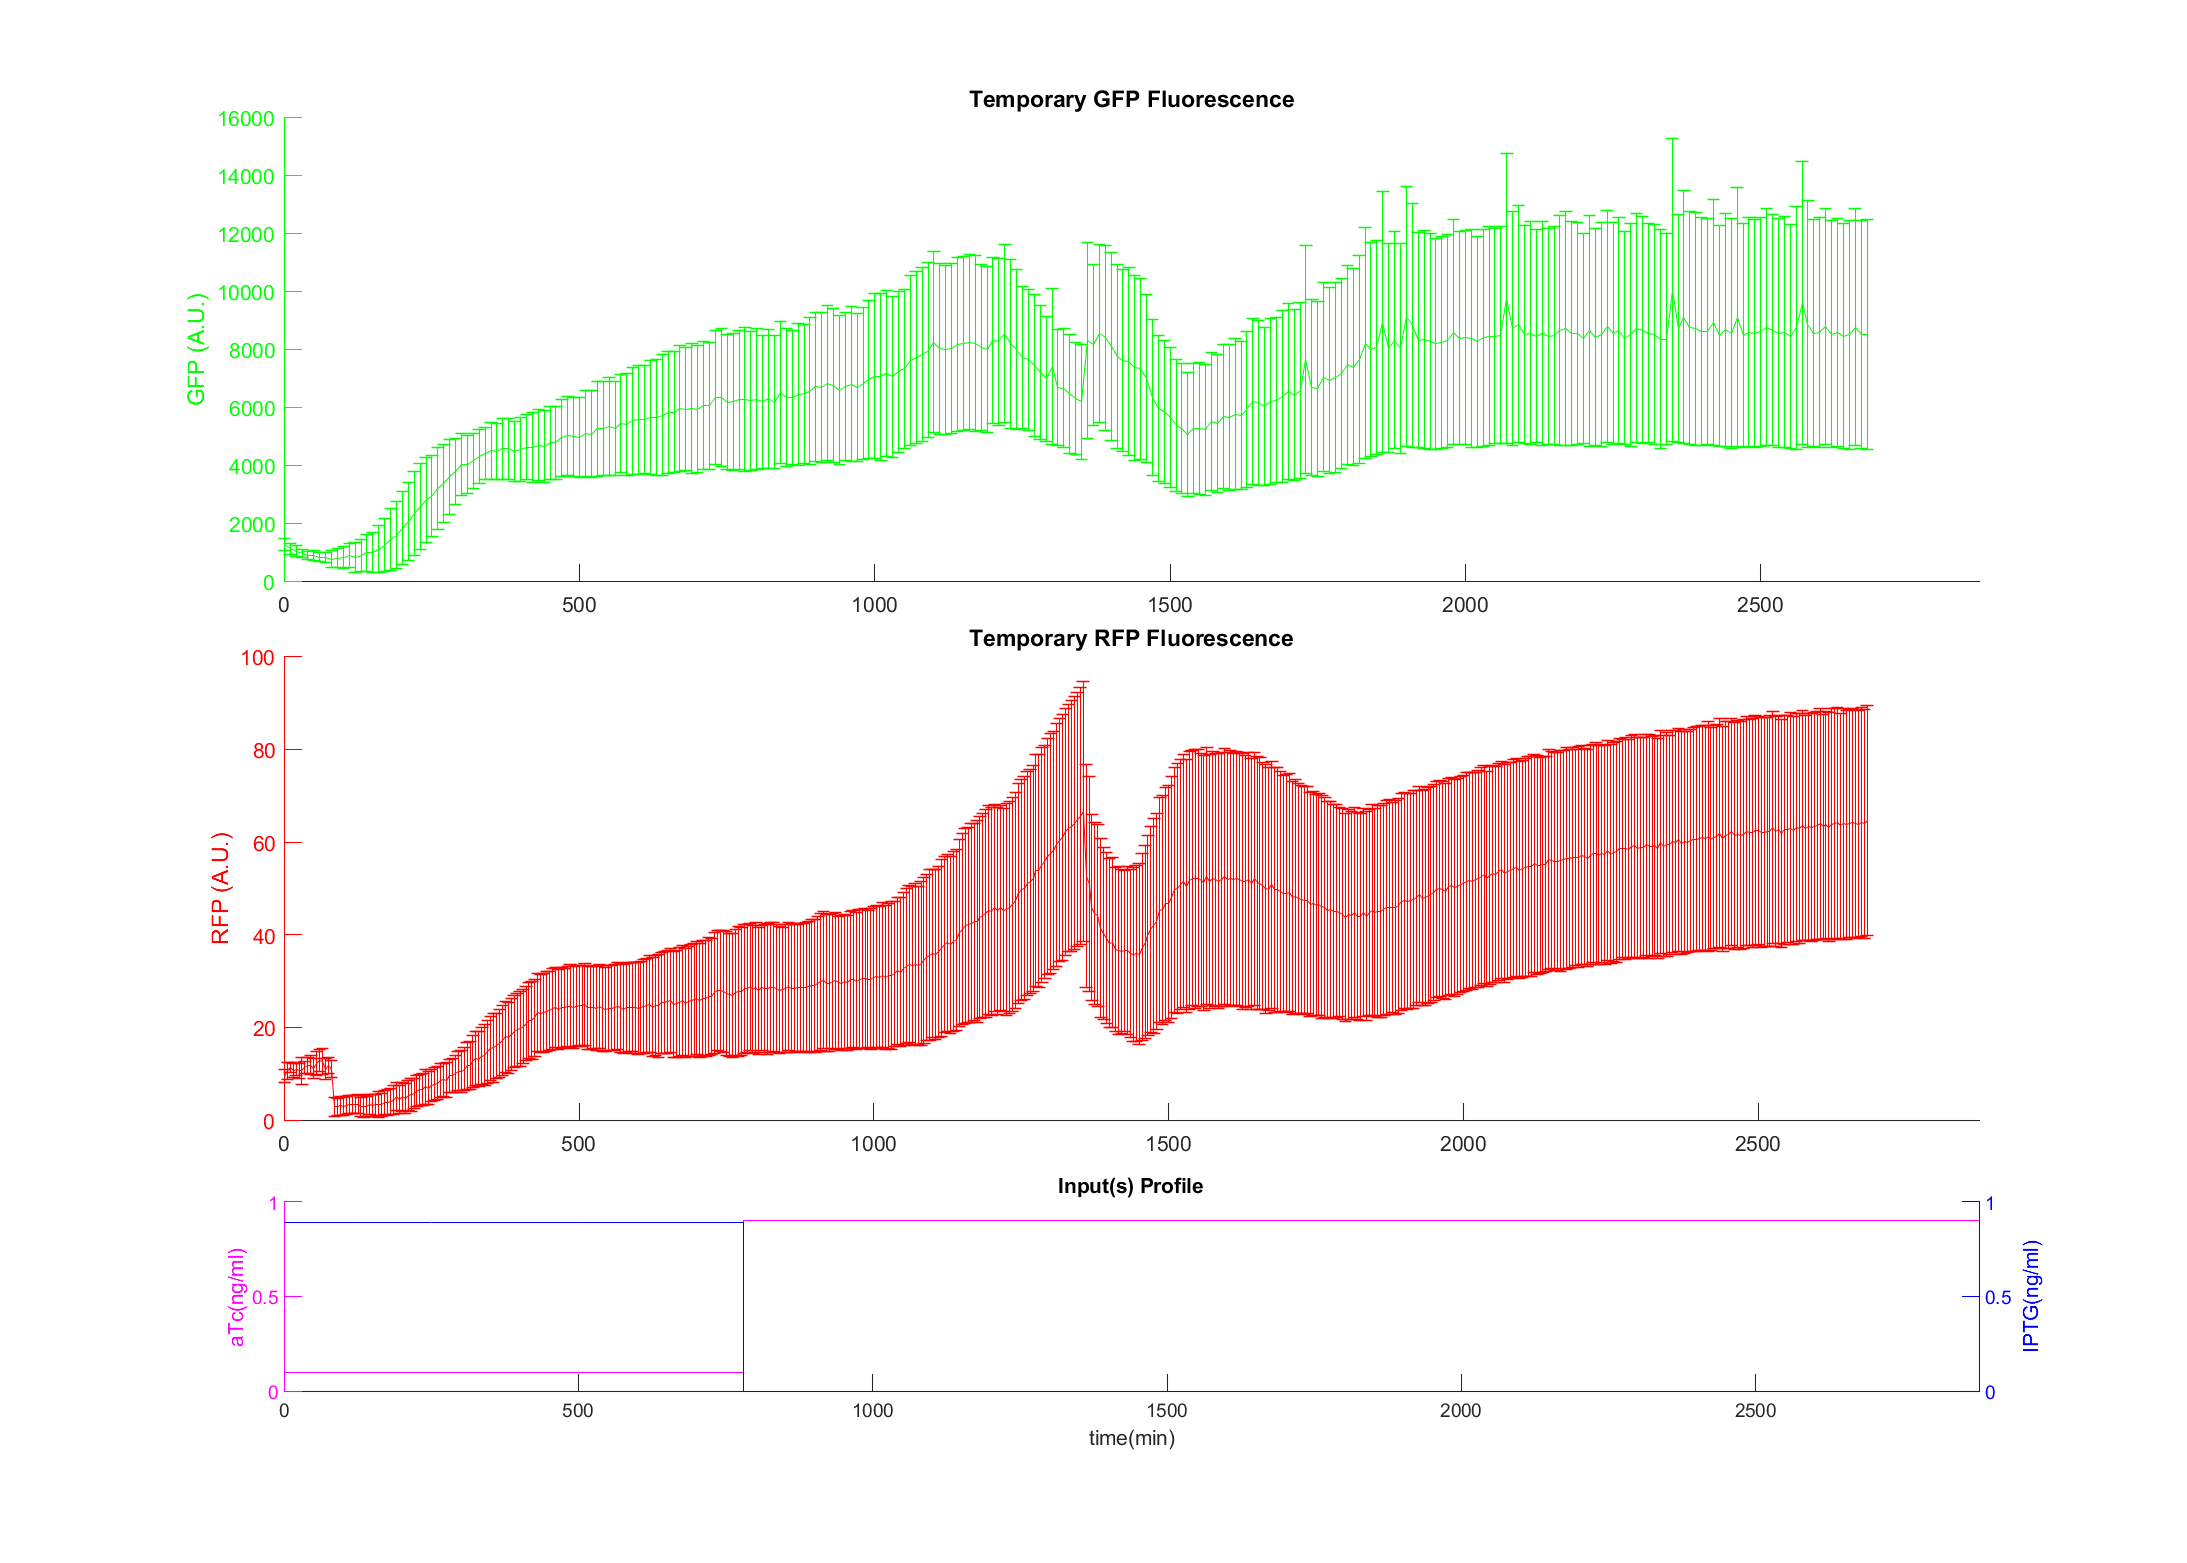 Temporary GFP Fluorescence
16000
14000
12000
10000
8000
6000
4000
2000
0
GFP (A.U.)
0 500 1000 1500 2000 2500
Temporary RFP Fluorescence
100
80
60
40
20
0
RFP (A.U.)
0 500 1000 1500 2000 2500
Input(s) Profile
1
0.5
0
aTc(ng/ml)
1
0.5
0
IPTG(ng/ml)
0 500 1000 1500 2000 2500
time(min)